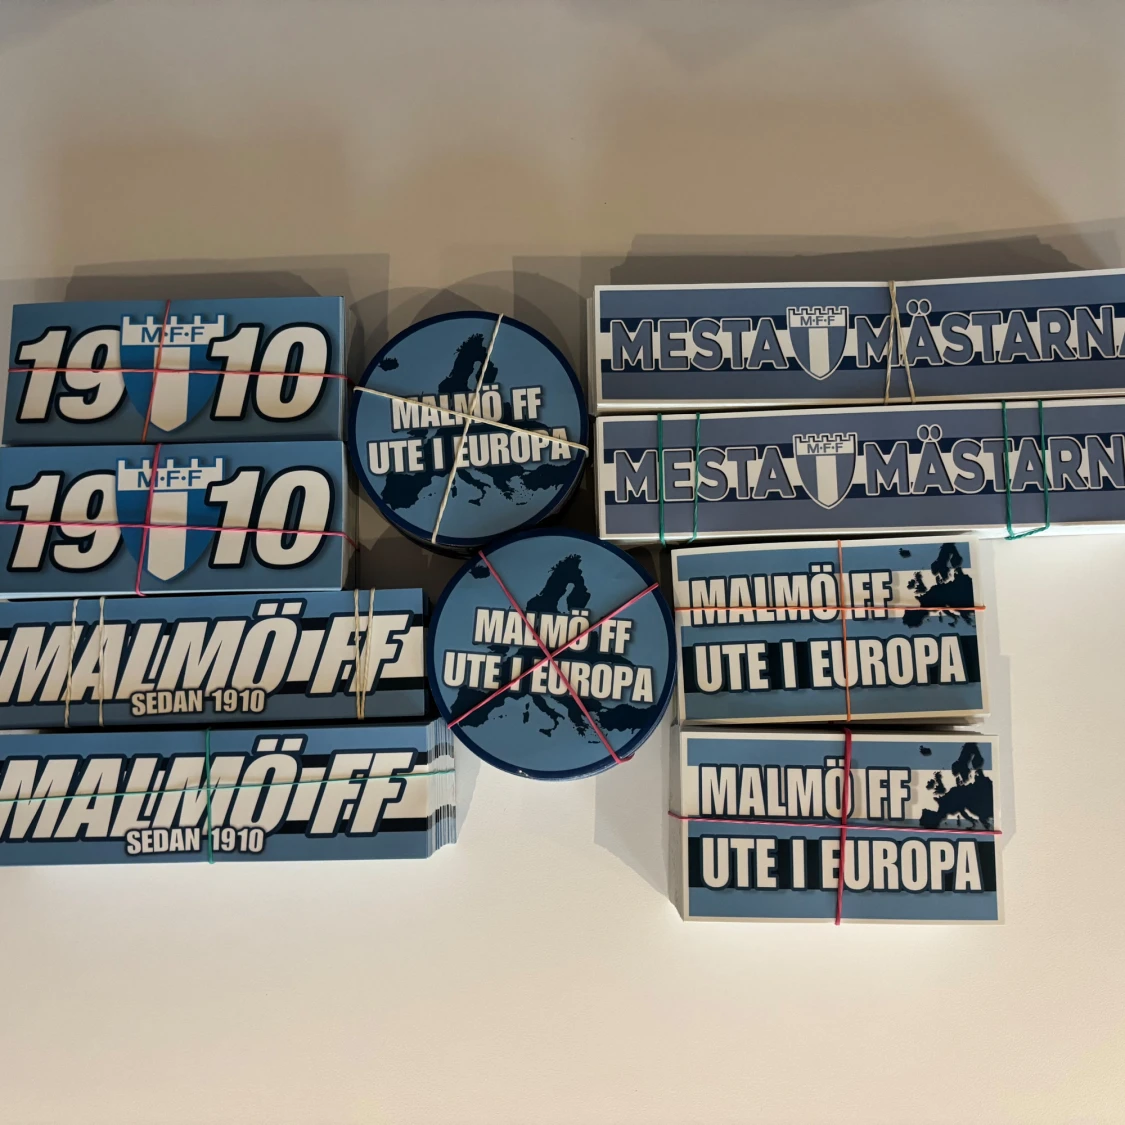 19 M·F·F 10
19 M·F·F 10
MALMÖ FF
SEDAN 1910
MALMÖ FF
SEDAN 1910
MALMÖ FF
UTE I EUROPA
MALMÖ FF
UTE I EUROPA
MESTA M·F·F MÄSTARNA
MESTA M·F·F MÄSTARN
MALMÖ FF
UTE I EUROPA
MALMÖ FF
UTE I EUROPA